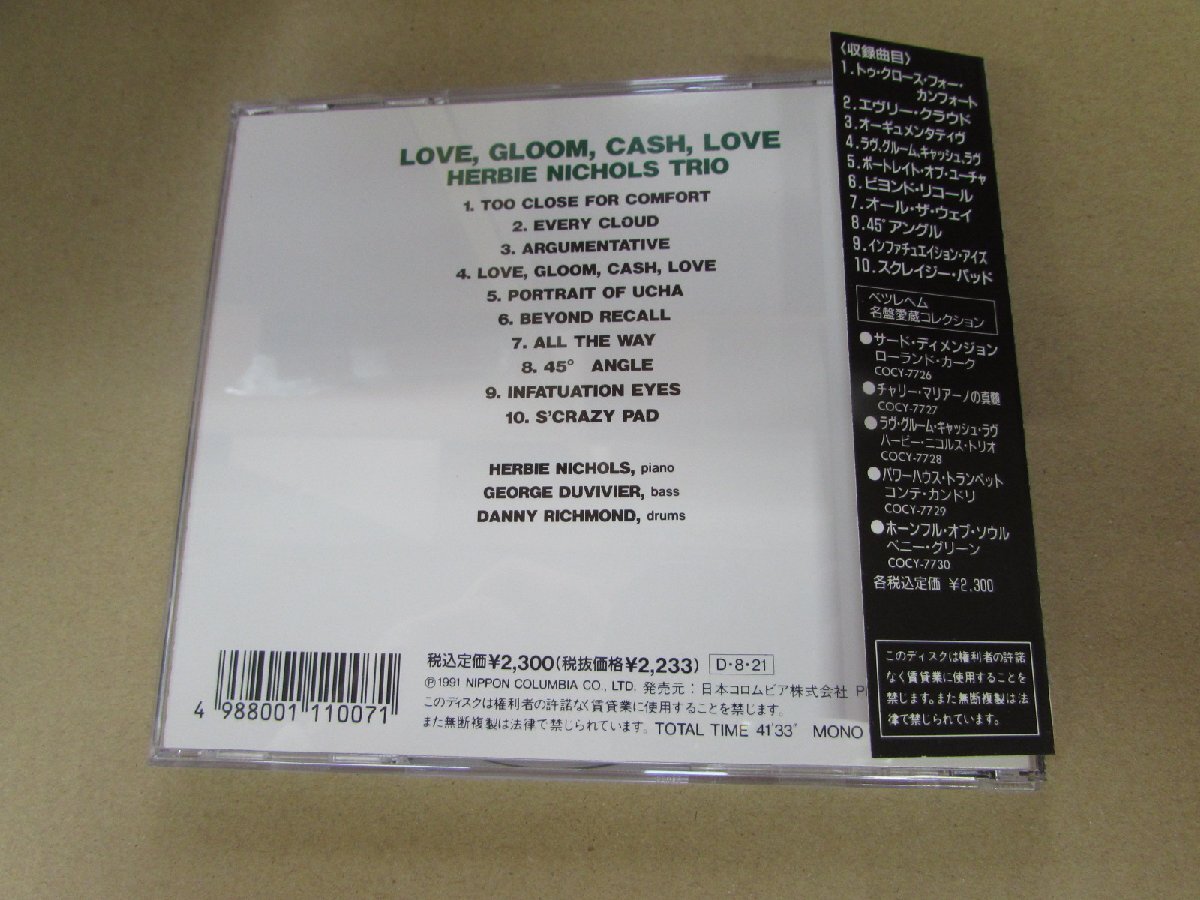 LOVE, GLOOM, CASH, LOVE
HERBIE NICHOLS TRIO
1. TOO CLOSE FOR COMFORT
2. EVERY CLOUD
3. ARGUMENTATIVE
4. LOVE, GLOOM, CASH, LOVE
5. PORTRAIT OF UCHA
6. BEYOND RECALL
7. ALL THE WAY
8. 45° ANGLE
9. INFATUATION EYES
10. S'CRAZY PAD
HERBIE NICHOLS, piano
GEORGE DUVIVIER, bass
DANNY RICHMOND, drums
4 988001 110071
税込定価¥2,300(税抜価格¥2,233) D・8・21
℗1991 NIPPON COLUMBIA CO., LTD. 発売元:日本コロムビア株式会社
このディスクは権利者の許諾なく賃貸業に使用することを禁じます。
また無断複製は法律で禁じられています。 TOTAL TIME 41'33" MONO
〈収録曲目〉
1.トゥ・クロース・フォー・
カンフォート
2.エヴリー・クラウド
3.オーギュメンタティヴ
4.ラヴ,グルーム,キャッシュ,ラヴ
5.ポートレイト・オブ・ユーチャ
6.ビヨンド・リコール
7.オール・ザ・ウェイ
8.45°アングル
9.インファチュエイション・アイズ
10.スクレイジー・パッド
ベツレヘム
名盤愛蔵コレクション
●サード・ディメンジョン
ローランド・カーク
COCY-7726
●チャリー・マリアーノの真髄
COCY-7727
●ラヴ・グルーム・キャッシュ・ラヴ
ハービー・ニコルス・トリオ
COCY-7728
●パワーハウス・トランペット
コンテ・カンドリ
COCY-7729
●ホーンフル・オブ・ソウル
ベニー・グリーン
COCY-7730
各税込定価 ¥2,300
このディスクは権利者の許諾
なく賃貸業に使用することを
禁じます。また無断複製は法
律で禁じられています。